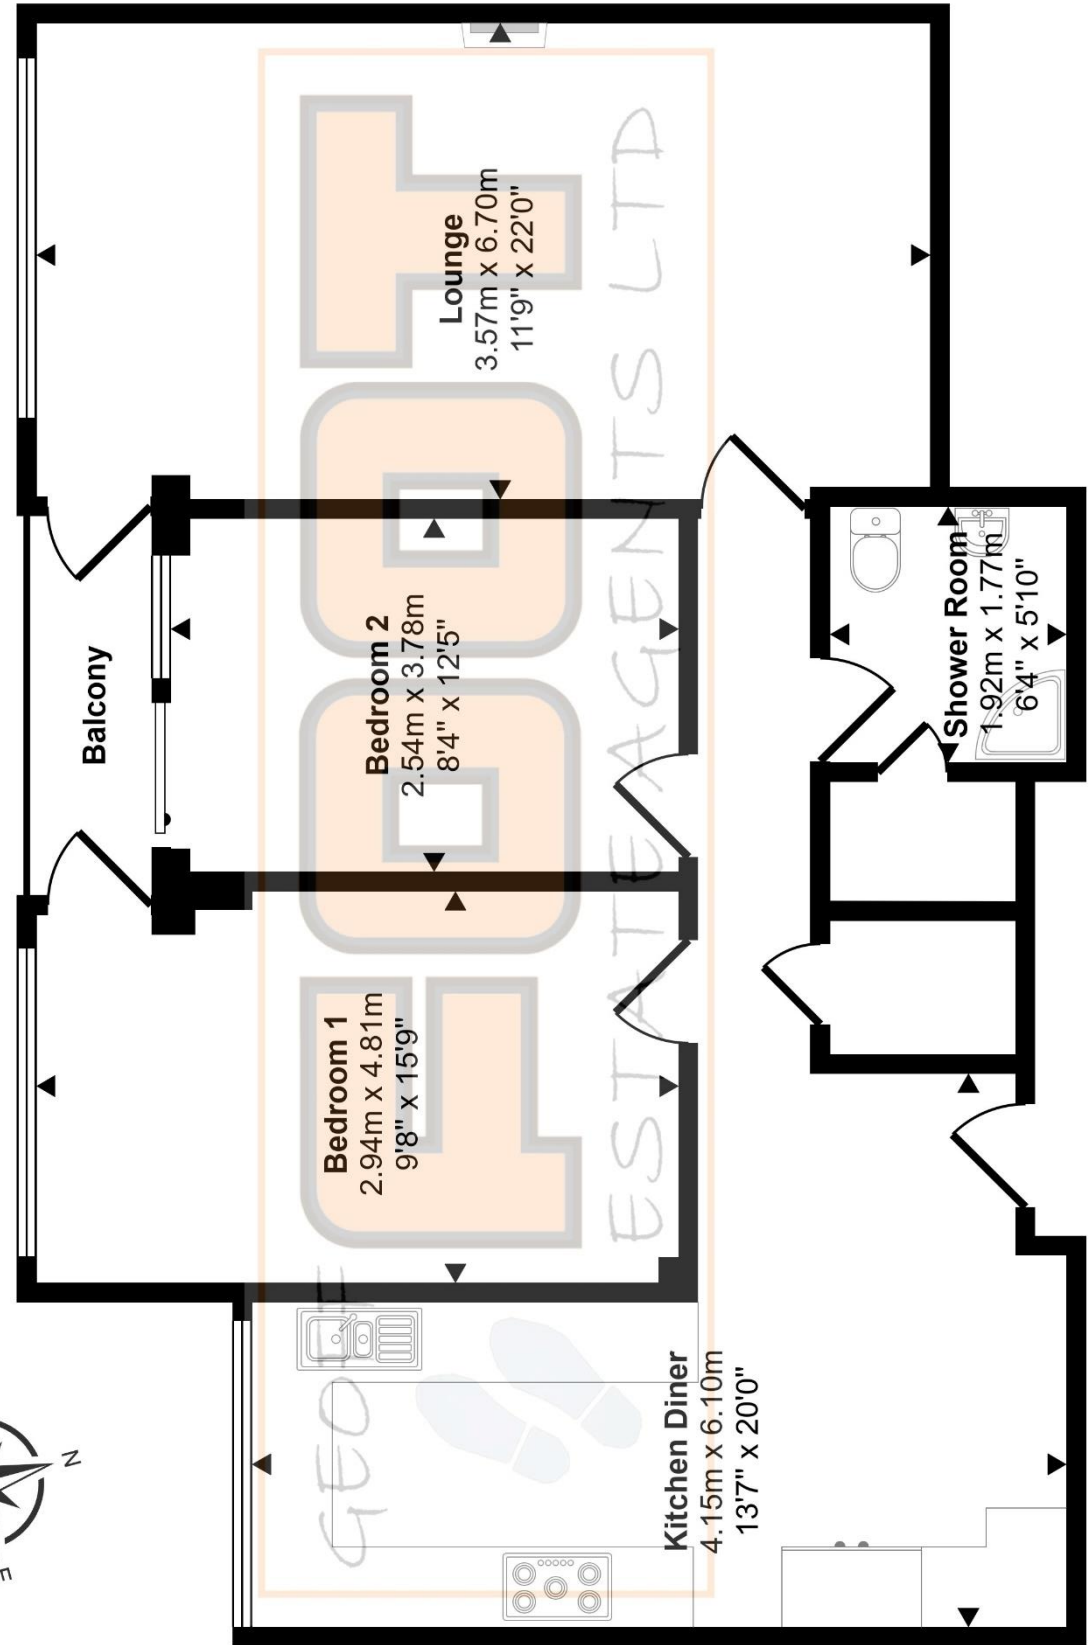 Lounge
3.57m x 6.70m
11'9" x 22'0"
Balcony
Bedroom 2
2.54m x 3.78m
8'4" x 12'5"
Shower Room
1.92m x 1.77m
6'4" x 5'10"
Bedroom 1
2.94m x 4.81m
9'8" x 15'9"
Kitchen Diner
4.15m x 6.10m
13'7" x 20'0"
GEOFF
FOOT
ESTATE AGENTS LTD
N
E